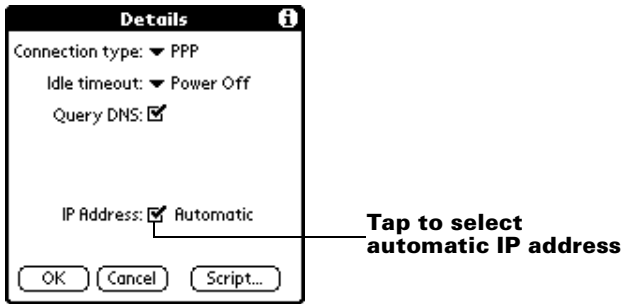 Details
Connection type: PPP
Idle timeout: Power Off
Query DNS:
IP Address: Automatic
Tap to select
automatic IP address
OK Cancel Script...